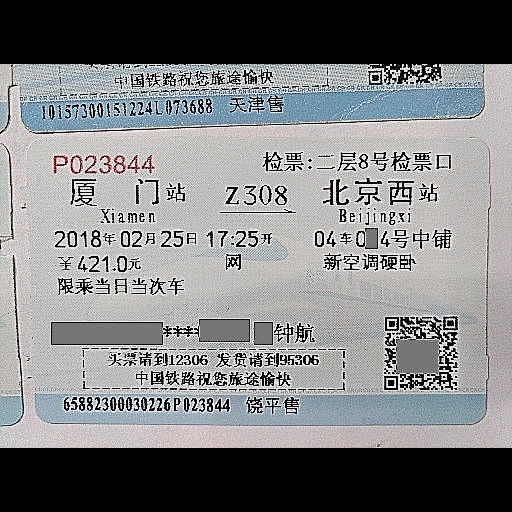 中国铁路祝您旅途愉快
10157300151224L073688 天津售
P023844 检票:二层8号检票口
厦门站 Z308 北京西站
Xiamen Beijingxi
2018年02月25日 17:25开 04车0 4号中铺
￥421.0元 网 新空调硬卧
限乘当日当次车
**** 钟航
买票请到12306 发货请到95306
中国铁路祝您旅途愉快
65882300030226P023844 饶平售